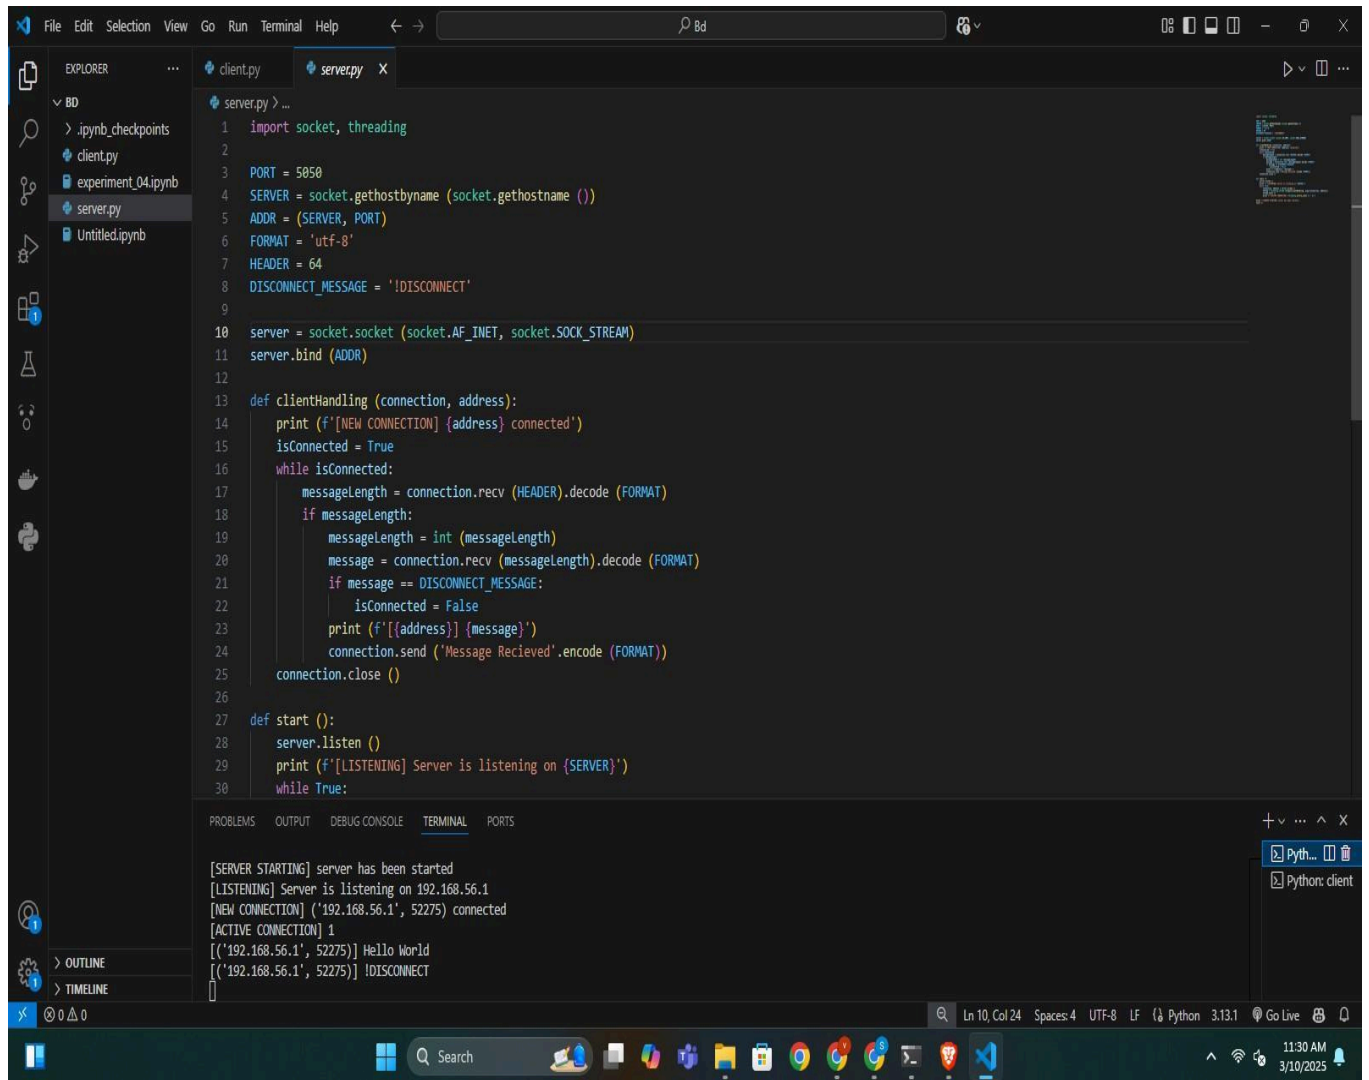 File Edit Selection View Go Run Terminal Help
Bd
EXPLORER
BD
.ipynb_checkpoints
client.py
experiment_04.ipynb
server.py
Untitled.ipynb
OUTLINE
TIMELINE
client.py server.py
server.py > ...
1 import socket, threading
2
3 PORT = 5050
4 SERVER = socket.gethostbyname (socket.gethostname ())
5 ADDR = (SERVER, PORT)
6 FORMAT = 'utf-8'
7 HEADER = 64
8 DISCONNECT_MESSAGE = '!DISCONNECT'
9
10 server = socket.socket (socket.AF_INET, socket.SOCK_STREAM)
11 server.bind (ADDR)
12
13 def clientHandling (connection, address):
14 print (f'[NEW CONNECTION] {address} connected')
15 isConnected = True
16 while isConnected:
17 messageLength = connection.recv (HEADER).decode (FORMAT)
18 if messageLength:
19 messageLength = int (messageLength)
20 message = connection.recv (messageLength).decode (FORMAT)
21 if message == DISCONNECT_MESSAGE:
22 isConnected = False
23 print (f'[{address}] {message}')
24 connection.send ('Message Recieved'.encode (FORMAT))
25 connection.close ()
26
27 def start ():
28 server.listen ()
29 print (f'[LISTENING] Server is listening on {SERVER}')
30 while True:
PROBLEMS OUTPUT DEBUG CONSOLE TERMINAL PORTS
[SERVER STARTING] server has been started
[LISTENING] Server is listening on 192.168.56.1
[NEW CONNECTION] ('192.168.56.1', 52275) connected
[ACTIVE CONNECTION] 1
[('192.168.56.1', 52275)] Hello World
[('192.168.56.1', 52275)] !DISCONNECT
Pyth...
Python: client
0 0 Ln 10, Col 24 Spaces: 4 UTF-8 LF Python 3.13.1 Go Live
Search
11:30 AM
3/10/2025